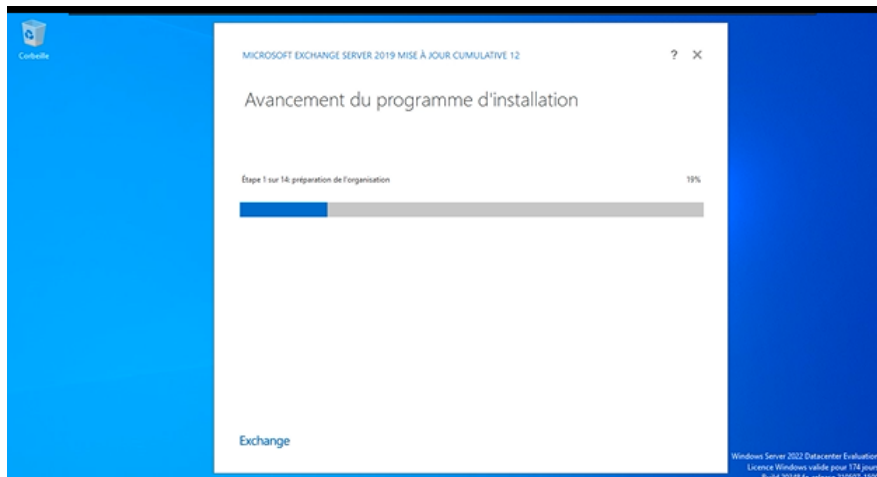 Corbeille
MICROSOFT EXCHANGE SERVER 2019 MISE À JOUR CUMULATIVE 12
? ✕
Avancement du programme d'installation
Étape 1 sur 14: préparation de l'organisation
19%
Exchange
Windows Server 2022 Datacenter Evaluation
Licence Windows valide pour 174 jours